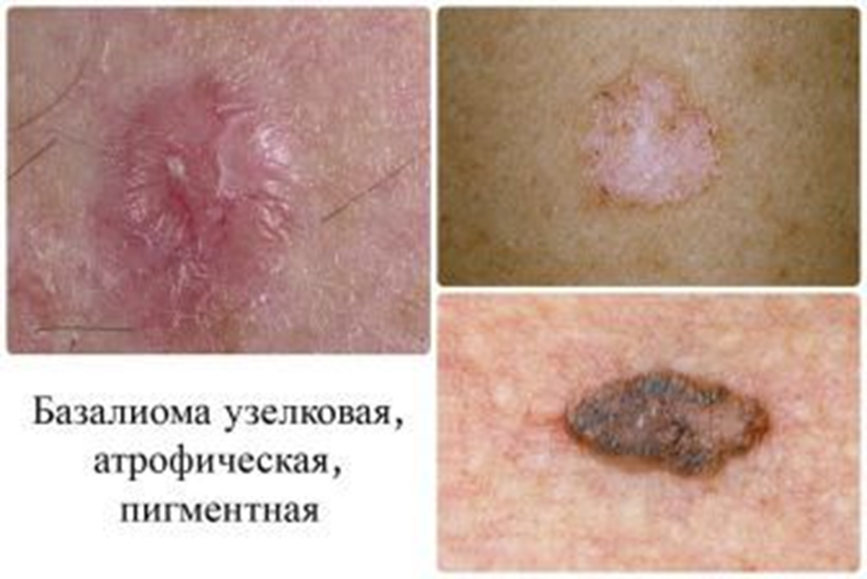 Базалиома узелковая,
атрофическая,
пигментная